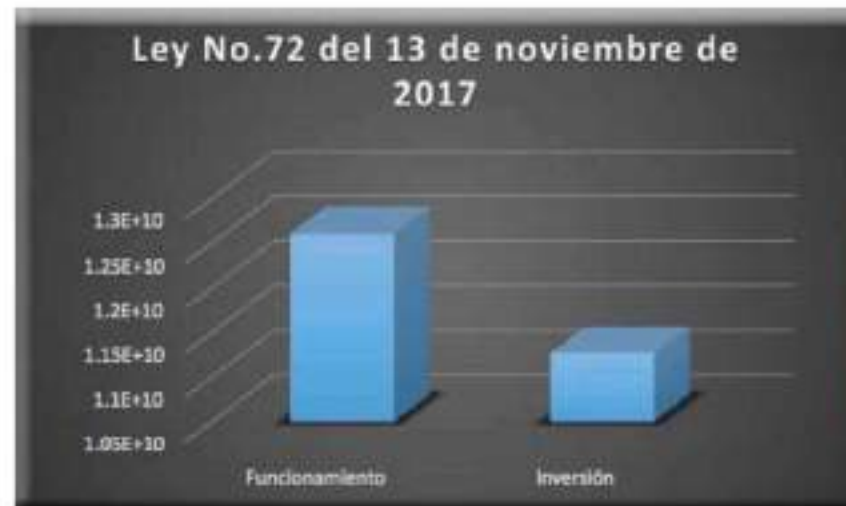 Ley No.72 del 13 de noviembre de
2017
1.3E+10
1.25E+10
1.2E+10
1.15E+10
1.1E+10
1.05E+10
Funcionamiento
Inversión